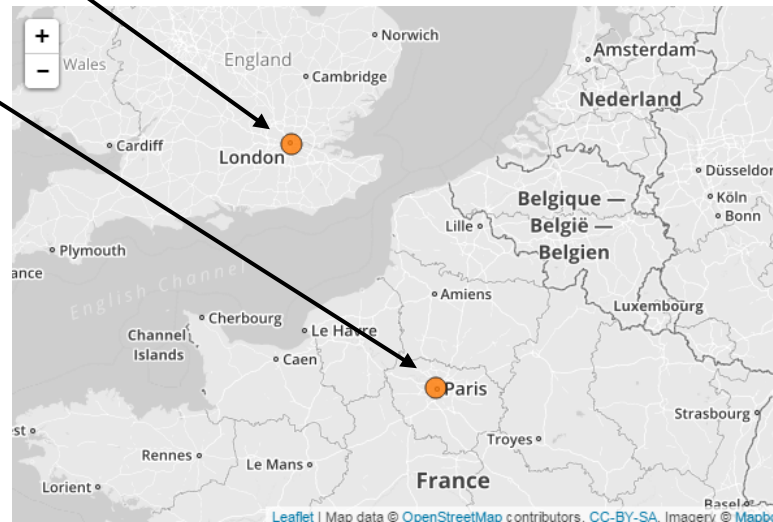 +
−
Norwich
England
Wales
Cambridge
Amsterdam
Nederland
Cardiff
London
Düsseldor
Köln
Bonn
Belgique —
België —
Belgien
Lille
Plymouth
ance
English Channel
Amiens
Luxembourg
Cherbourg
Le Havre
Channel
Islands
Caen
Paris
Strasbourg
st
Troyes
Rennes
Le Mans
Lorient
France
Basel
Leaflet | Map data © OpenStreetMap contributors, CC-BY-SA, Imagery © Mapbo